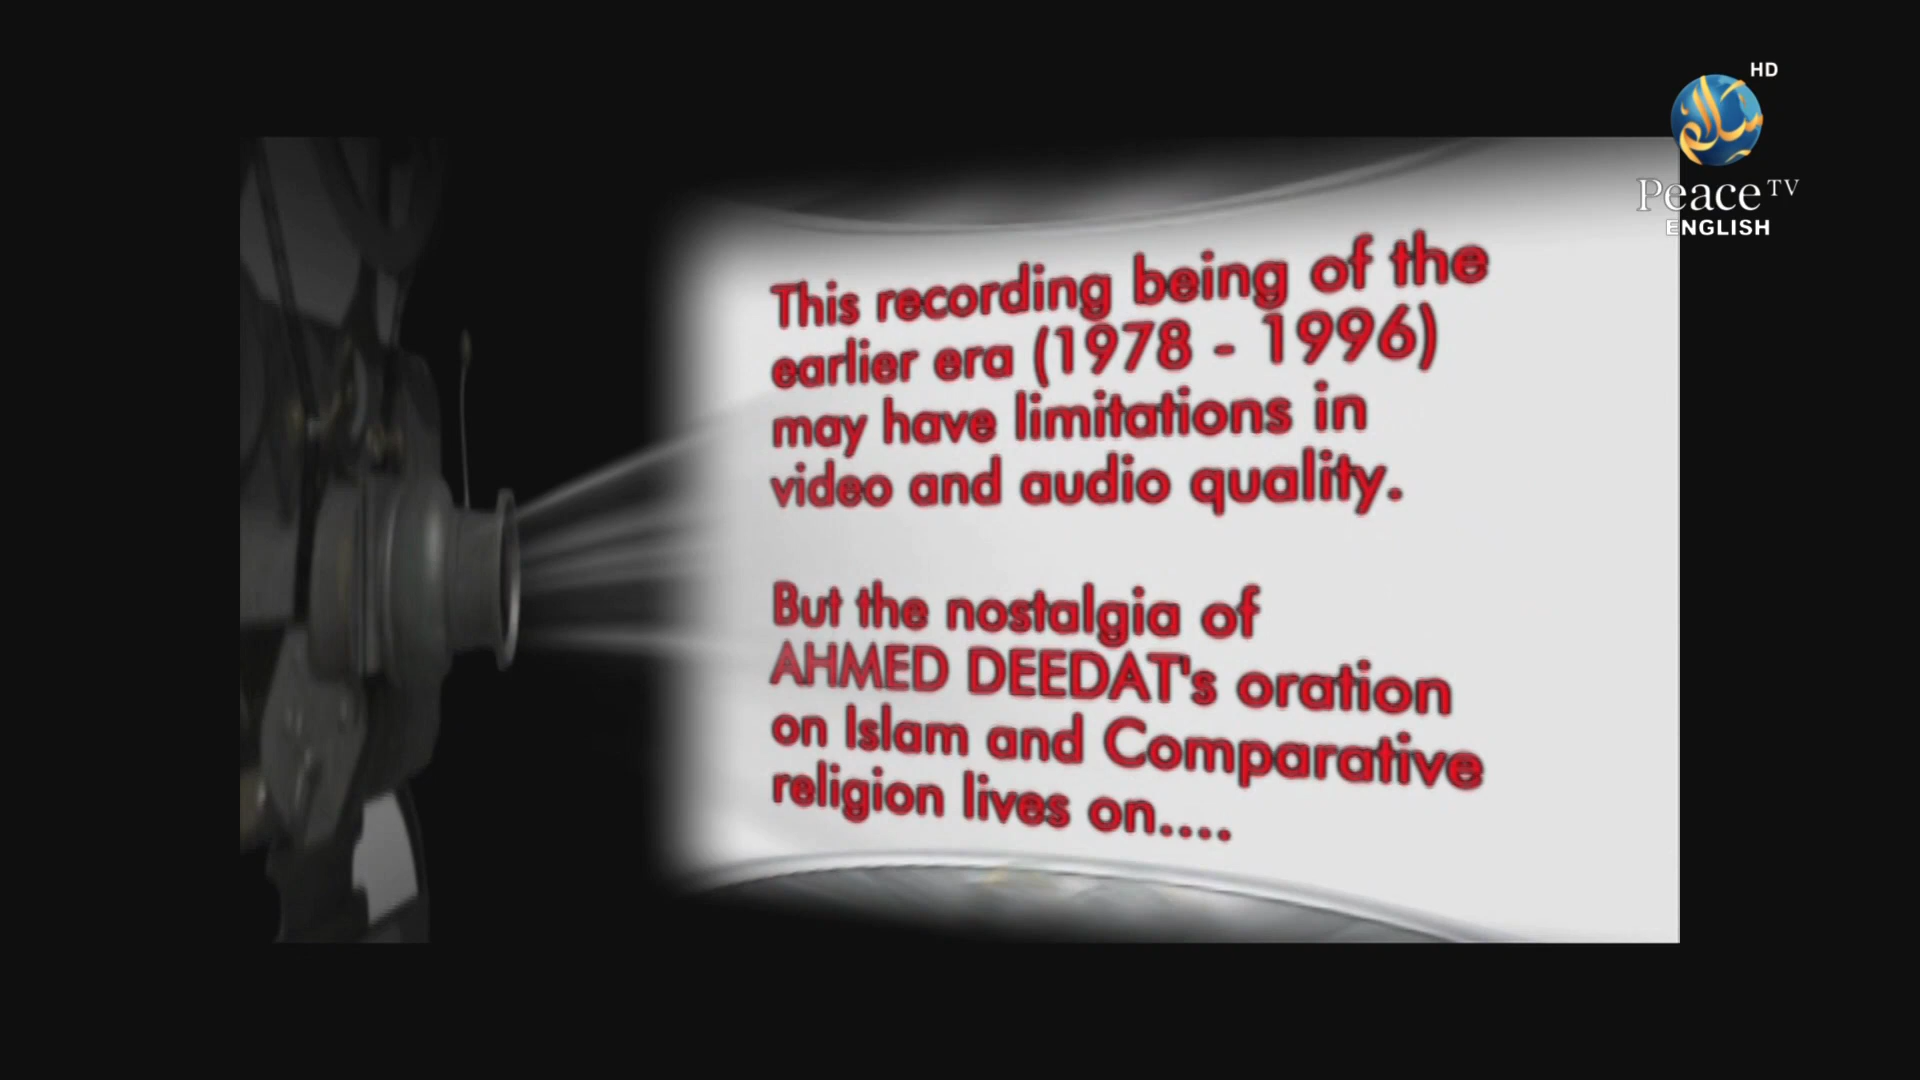 HD
سلام
Peace TV
ENGLISH
This recording being of the
earlier era (1978 - 1996)
may have limitations in
video and audio quality.
But the nostalgia of
AHMED DEEDAT's oration
on Islam and Comparative
religion lives on....